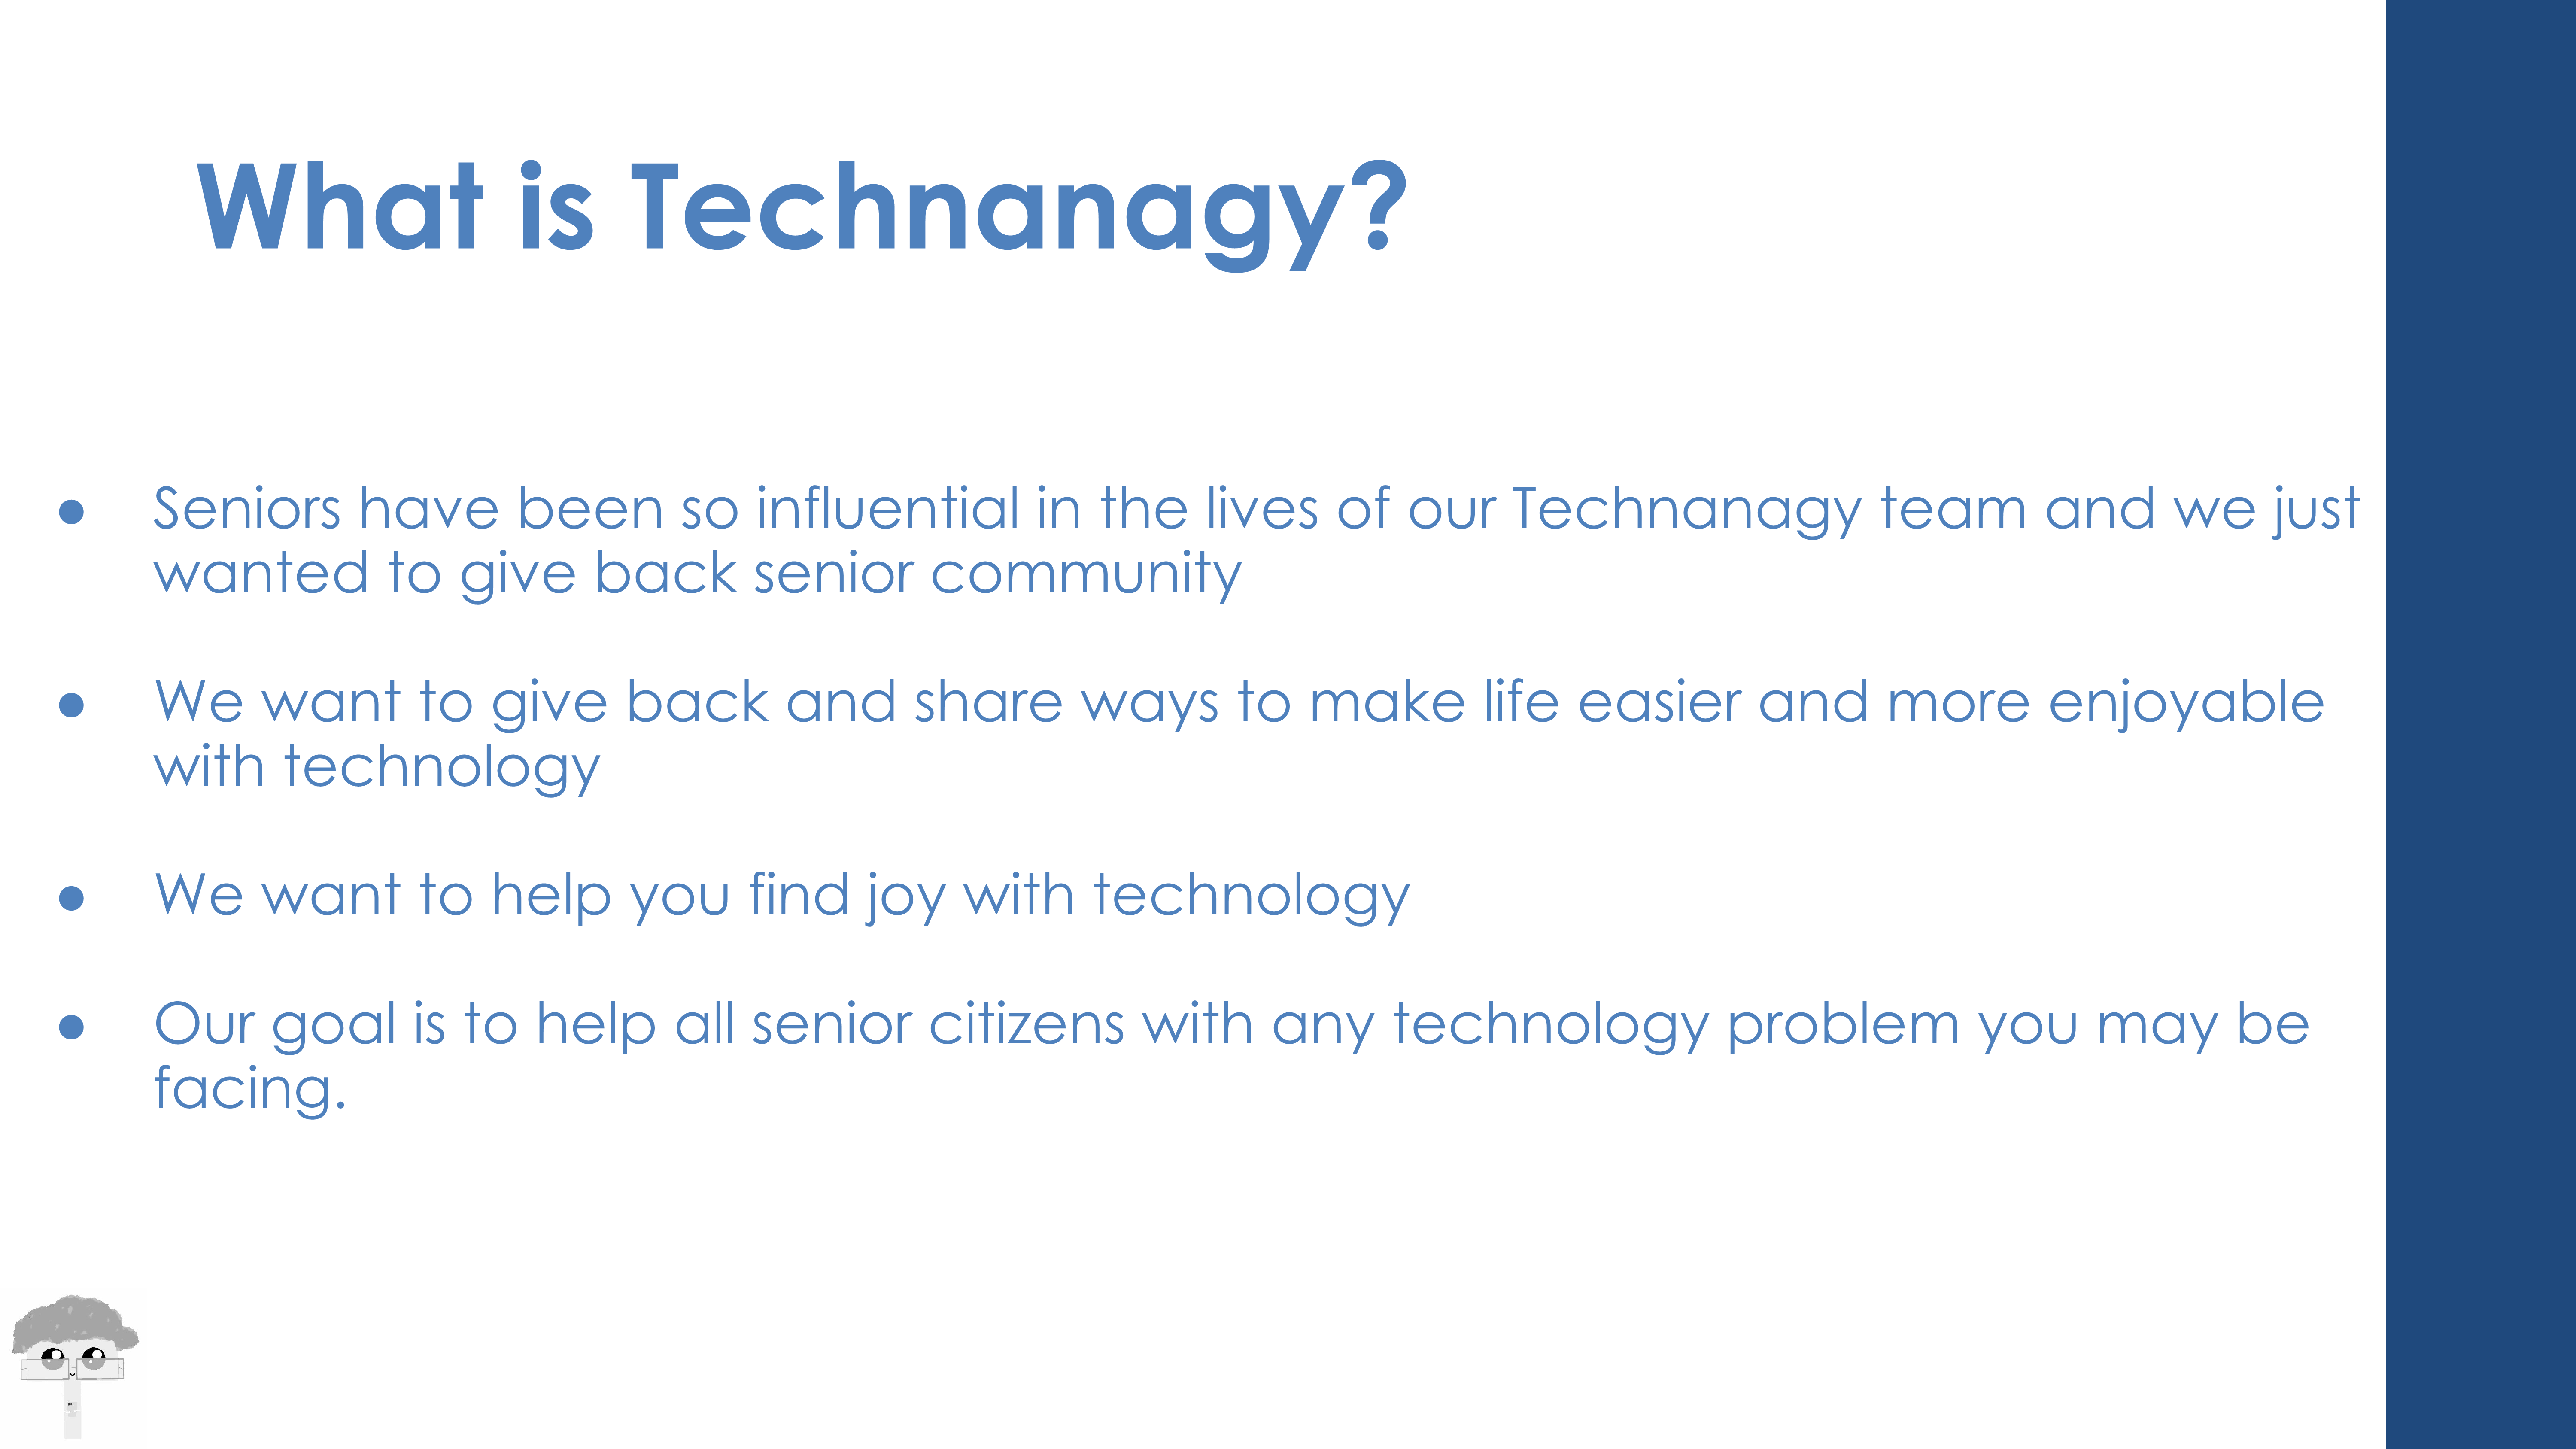 What is Technanagy?
● Seniors have been so influential in the lives of our Technanagy team and we just
wanted to give back senior community
● We want to give back and share ways to make life easier and more enjoyable
with technology
● We want to help you find joy with technology
● Our goal is to help all senior citizens with any technology problem you may be
facing.